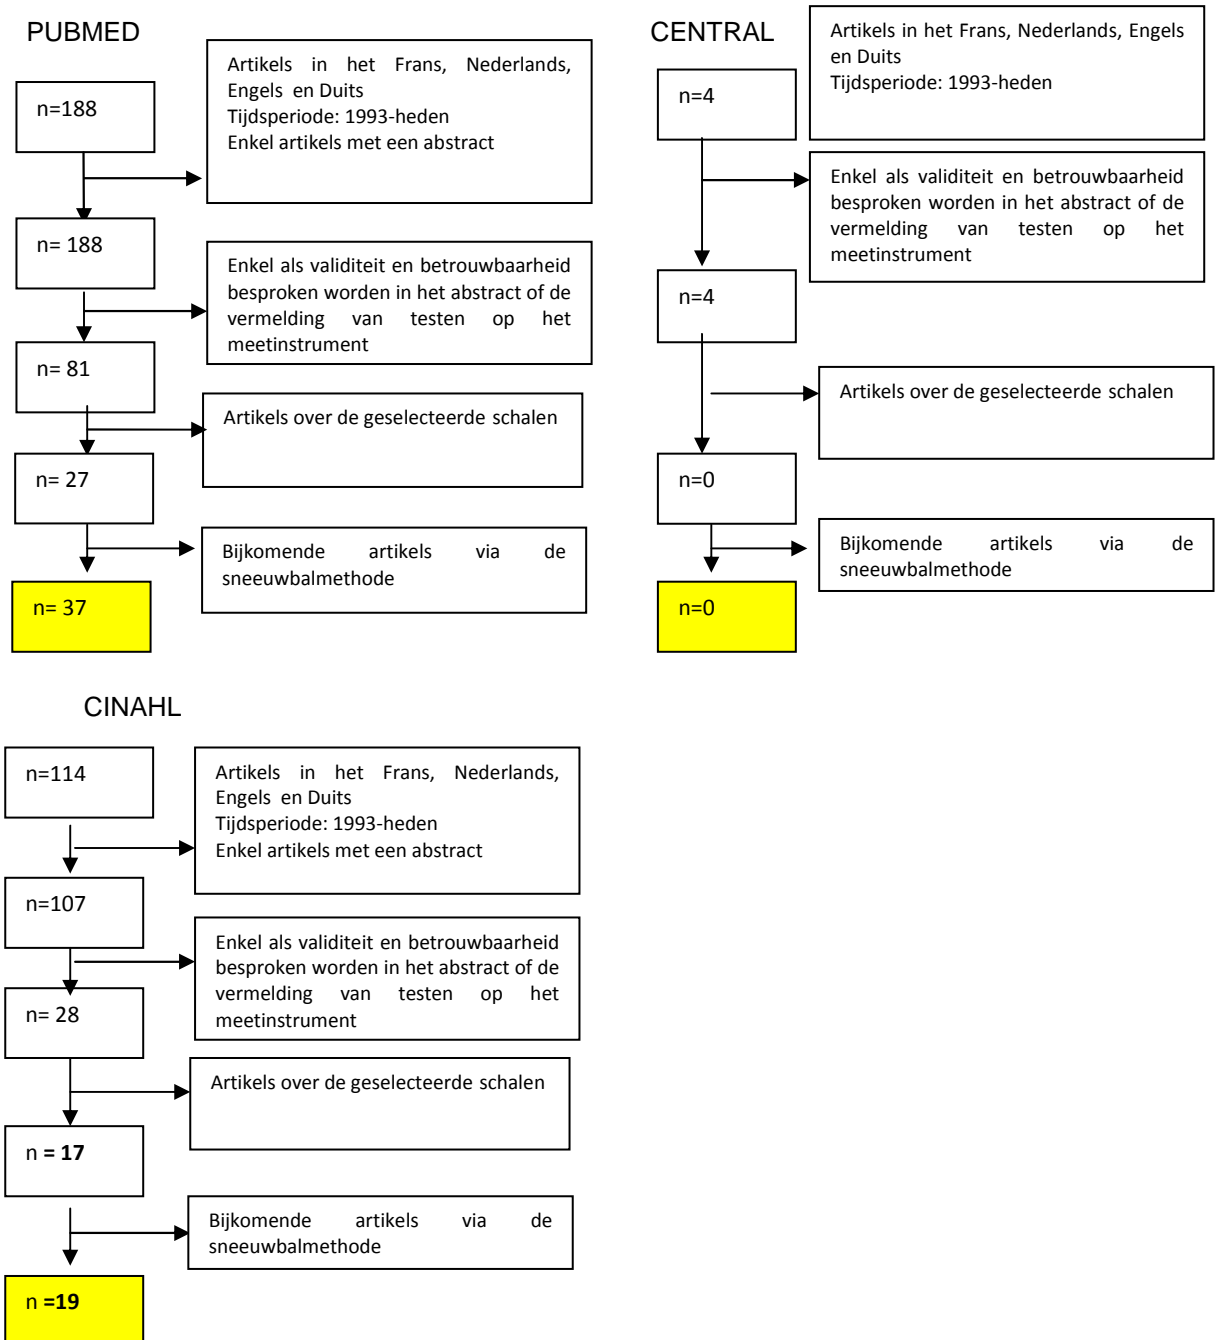 PUBMED
n=188
Artikels in het Frans, Nederlands,
Engels en Duits
Tijdsperiode: 1993-heden
Enkel artikels met een abstract
n= 188
Enkel als validiteit en betrouwbaarheid
besproken worden in het abstract of de
vermelding van testen op het
meetinstrument
n= 81
Artikels over de geselecteerde schalen
n= 27
Bijkomende artikels via de
sneeuwbalmethode
n= 37
CENTRAL
n=4
Artikels in het Frans, Nederlands, Engels
en Duits
Tijdsperiode: 1993-heden
Enkel als validiteit en betrouwbaarheid
besproken worden in het abstract of de
vermelding van testen op het
meetinstrument
n=4
Artikels over de geselecteerde schalen
n=0
Bijkomende artikels via de
sneeuwbalmethode
n=0
CINAHL
n=114
Artikels in het Frans, Nederlands,
Engels en Duits
Tijdsperiode: 1993-heden
Enkel artikels met een abstract
n=107
Enkel als validiteit en betrouwbaarheid
besproken worden in het abstract of de
vermelding van testen op het
meetinstrument
n= 28
Artikels over de geselecteerde schalen
n = 17
Bijkomende artikels via de
sneeuwbalmethode
n =19